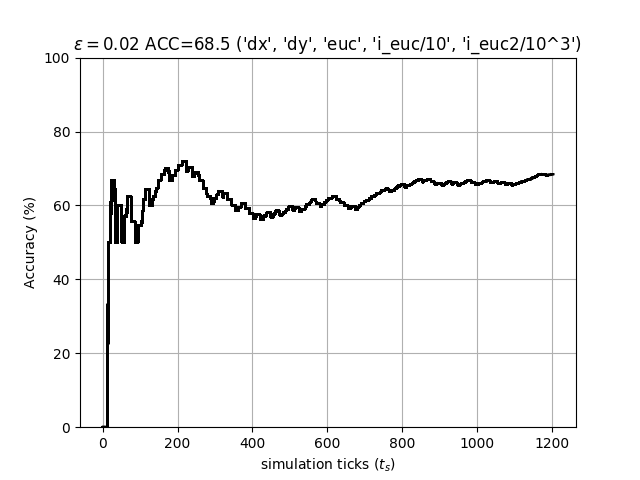 ε = 0.02 ACC=68.5 ('dx', 'dy', 'euc', 'i_euc/10', 'i_euc2/10^3')
100
80
60
40
20
0
Accuracy (%)
0 200 400 600 800 1000 1200
simulation ticks (tₛ)